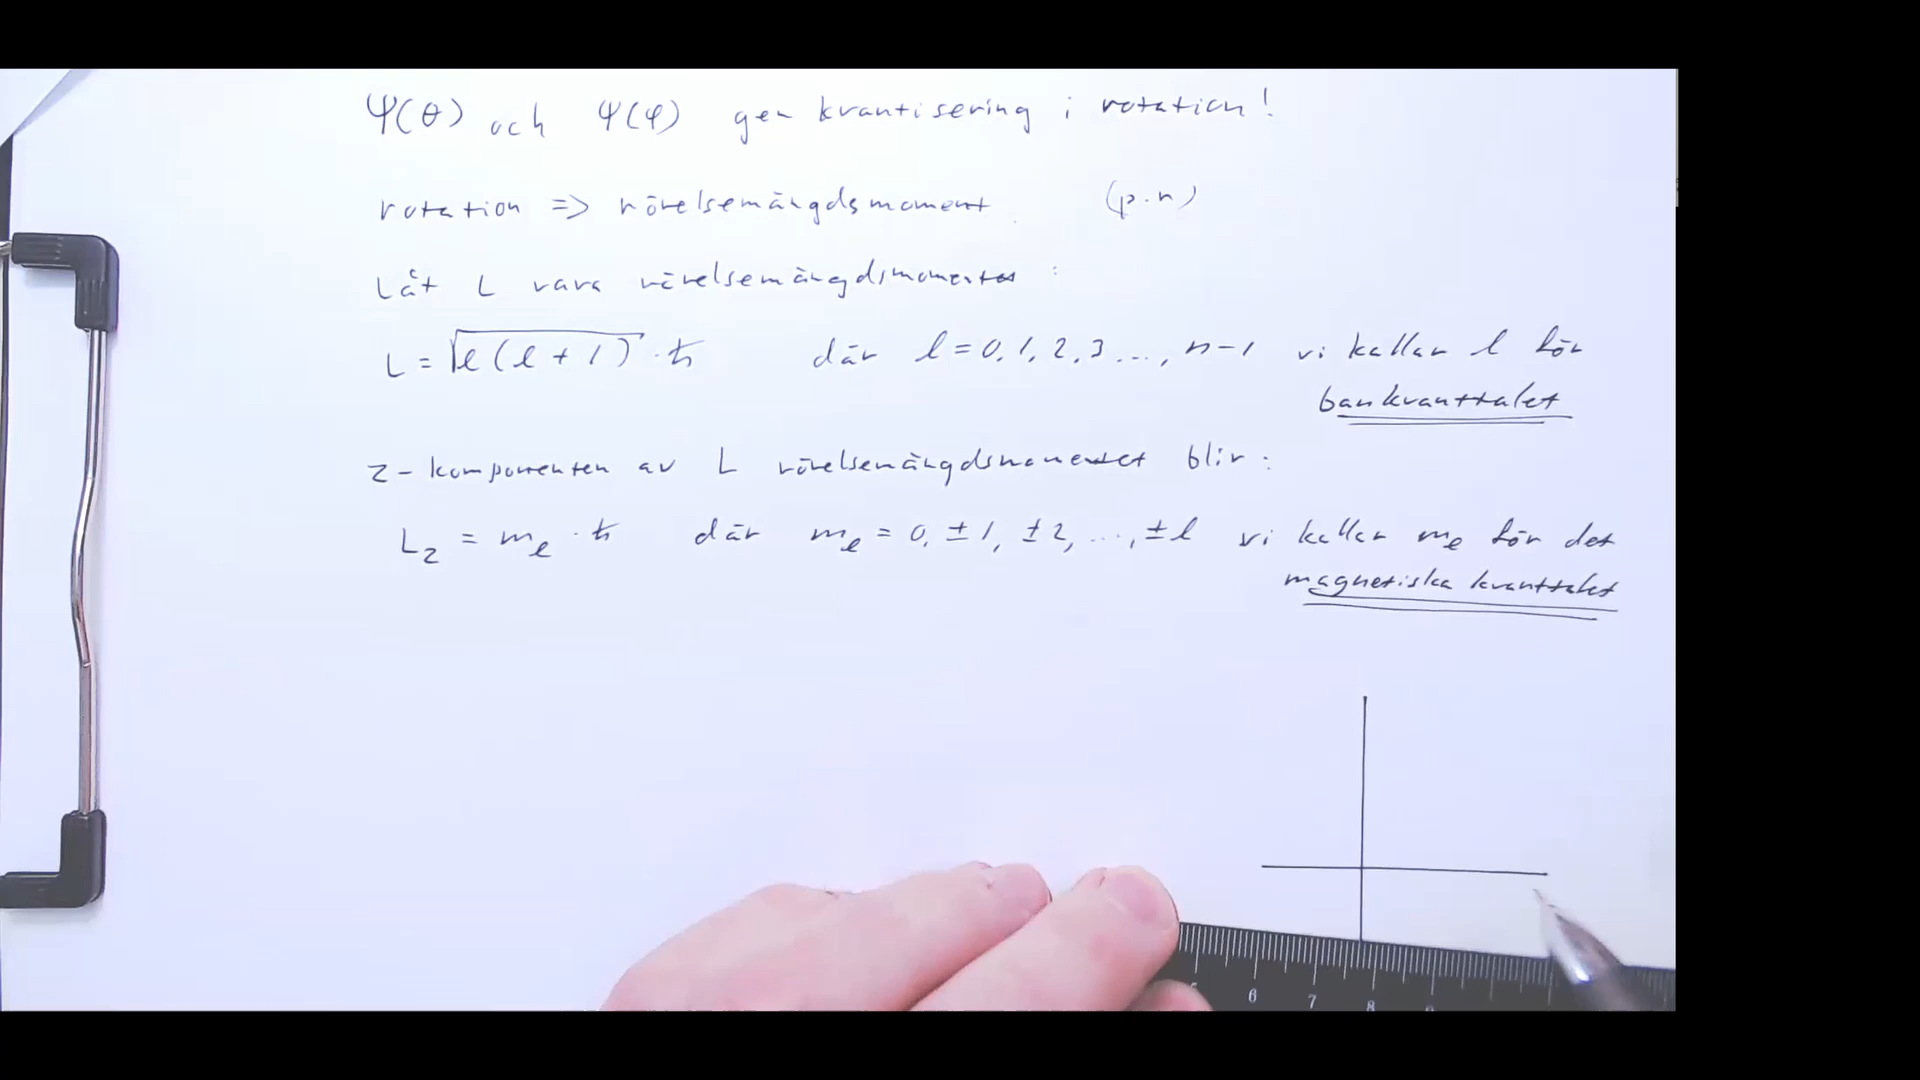 Ψ(θ) och Ψ(φ) ger kvantisering i rotation!
rotation => rörelsemängdsmoment (p·r)
Låt L vara rörelsemängdsmomentet :
L = √l(l+1) · ħ där l = 0, 1, 2, 3 ..., n-1 vi kallar l för
bankvanttalet
z-komponenten av L rörelsemängdsmomentet blir :
Lz = ml · ħ där ml = 0, ±1, ±2, ..., ±l vi kallar ml för det
magnetiska kvanttalet
6 7 8